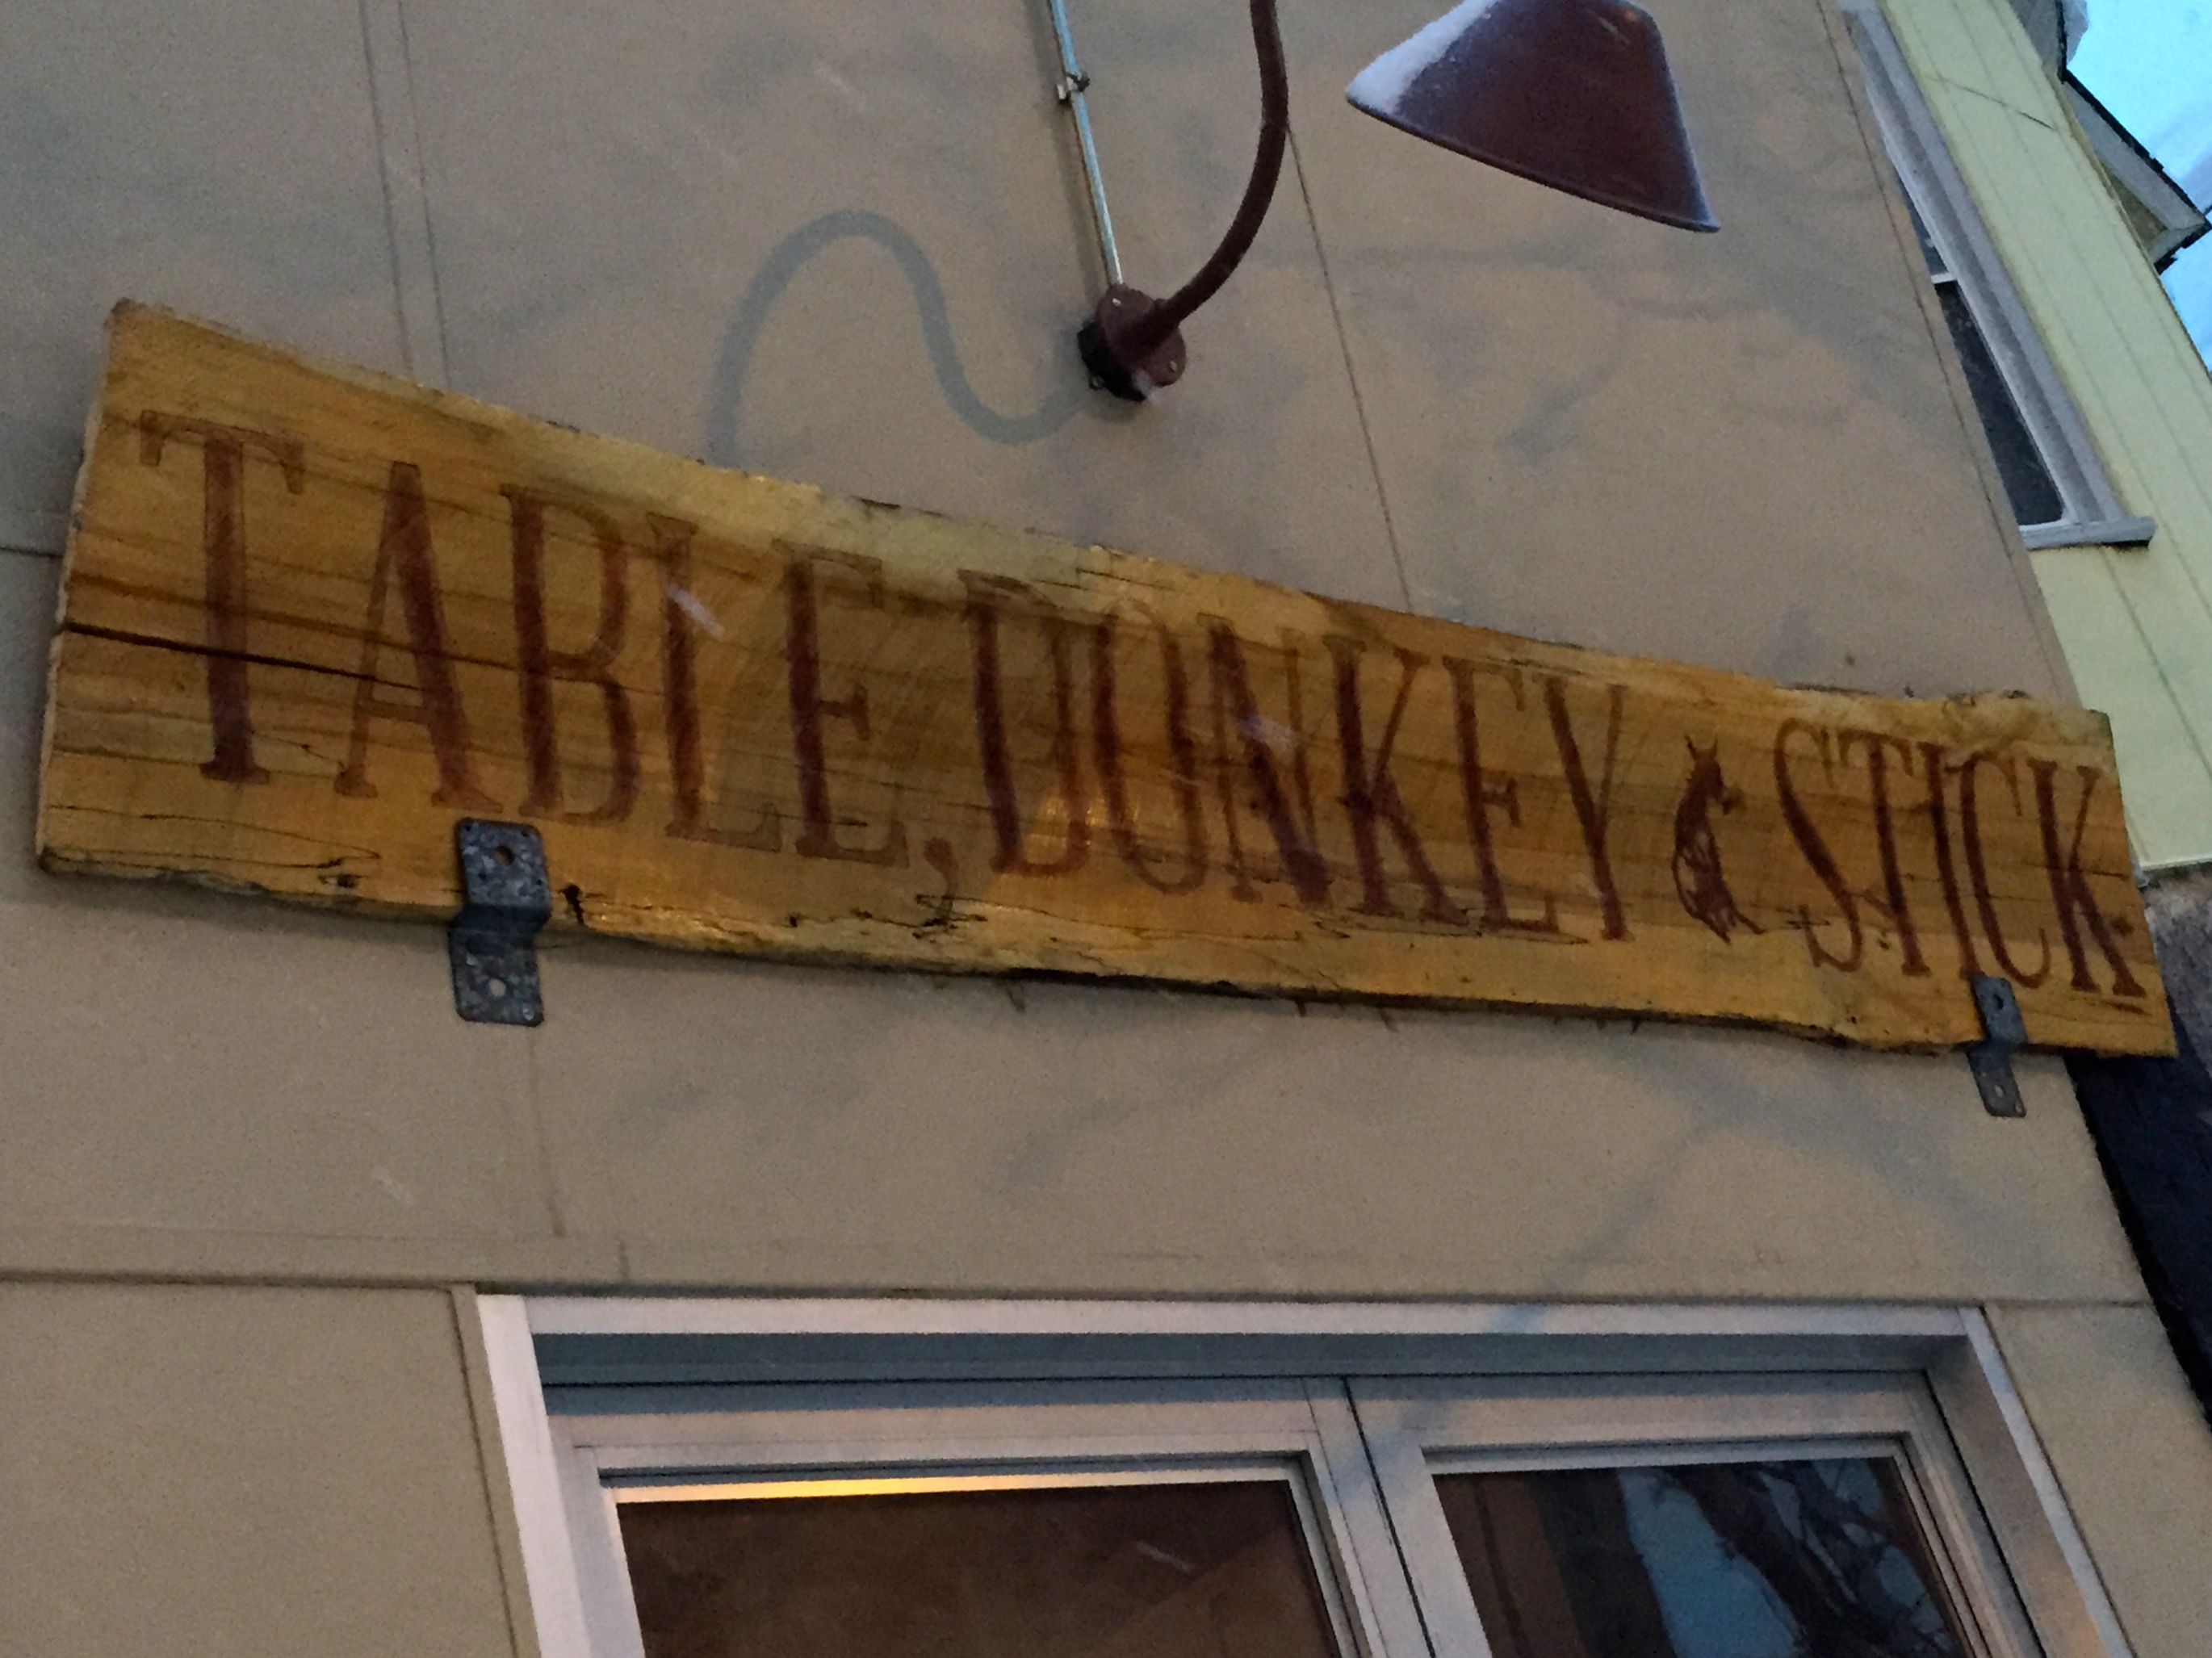 TABLE, DONKEY & STICK